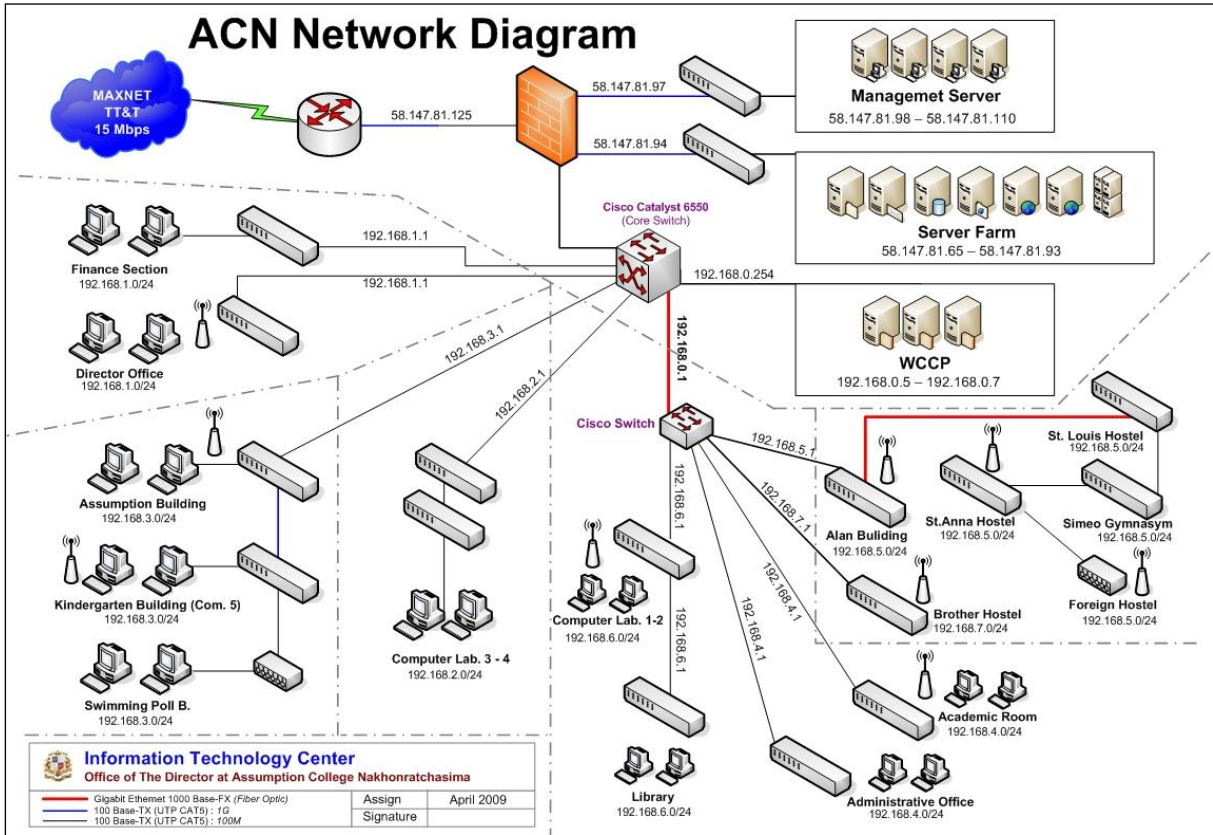 ACN Network Diagram
MAXNET
TT&T
15 Mbps
58.147.81.125
58.147.81.97
58.147.81.94
Managemet Server
58.147.81.98 – 58.147.81.110
Server Farm
58.147.81.65 – 58.147.81.93
Cisco Catalyst 6550
(Core Switch)
192.168.0.254
WCCP
192.168.0.5 – 192.168.0.7
192.168.1.1
Finance Section
192.168.1.0/24
192.168.1.1
Director Office
192.168.1.0/24
192.168.3.1
192.168.2.1
192.168.0.1
Cisco Switch
Assumption Building
192.168.3.0/24
Kindergarten Building (Com. 5)
192.168.3.0/24
Swimming Poll B.
192.168.3.0/24
Computer Lab. 3 - 4
192.168.2.0/24
192.168.6.1
Computer Lab. 1-2
192.168.6.0/24
192.168.6.1
Library
192.168.6.0/24
192.168.4.1
Administrative Office
192.168.4.0/24
192.168.4.1
Academic Room
192.168.4.0/24
192.168.7.1
Brother Hostel
192.168.7.0/24
192.168.5.1
Alan Buliding
192.168.5.0/24
St. Louis Hostel
192.168.5.0/24
St.Anna Hostel
192.168.5.0/24
Simeo Gymnasym
192.168.5.0/24
Foreign Hostel
192.168.5.0/24
Information Technology Center
Office of The Director at Assumption College Nakhonratchasima
Gigabit Ethernet 1000 Base-FX (Fiber Optic)
100 Base-TX (UTP CAT5) : 1G
100 Base-TX (UTP CAT5) : 100M
Assign
April 2009
Signature